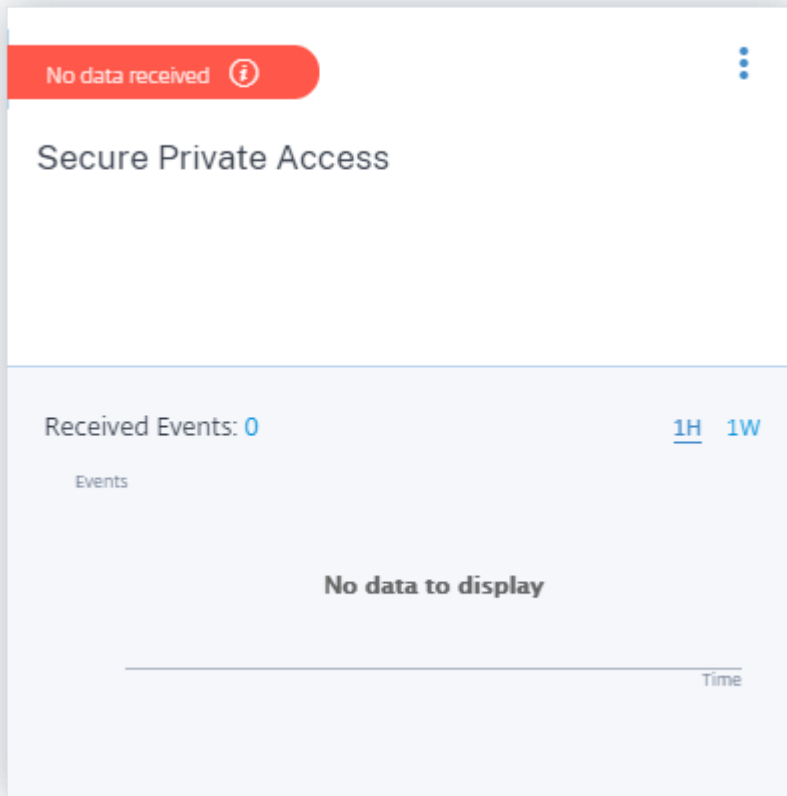 No data received
Secure Private Access
Received Events: 0 1H 1W
Events
No data to display
Time